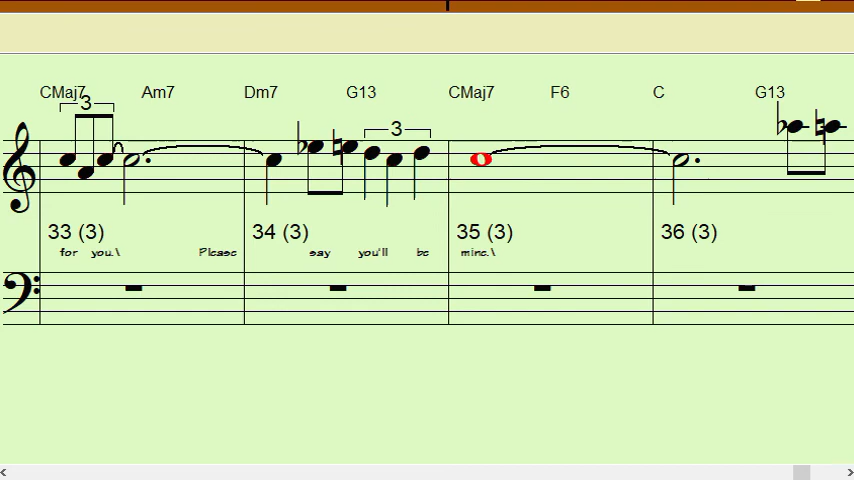 CMaj7 Am7 Dm7 G13 CMaj7 F6 C G13
3 3
33 (3) 34 (3) 35 (3) 36 (3)
for you.\ Please say you'll be mine.\